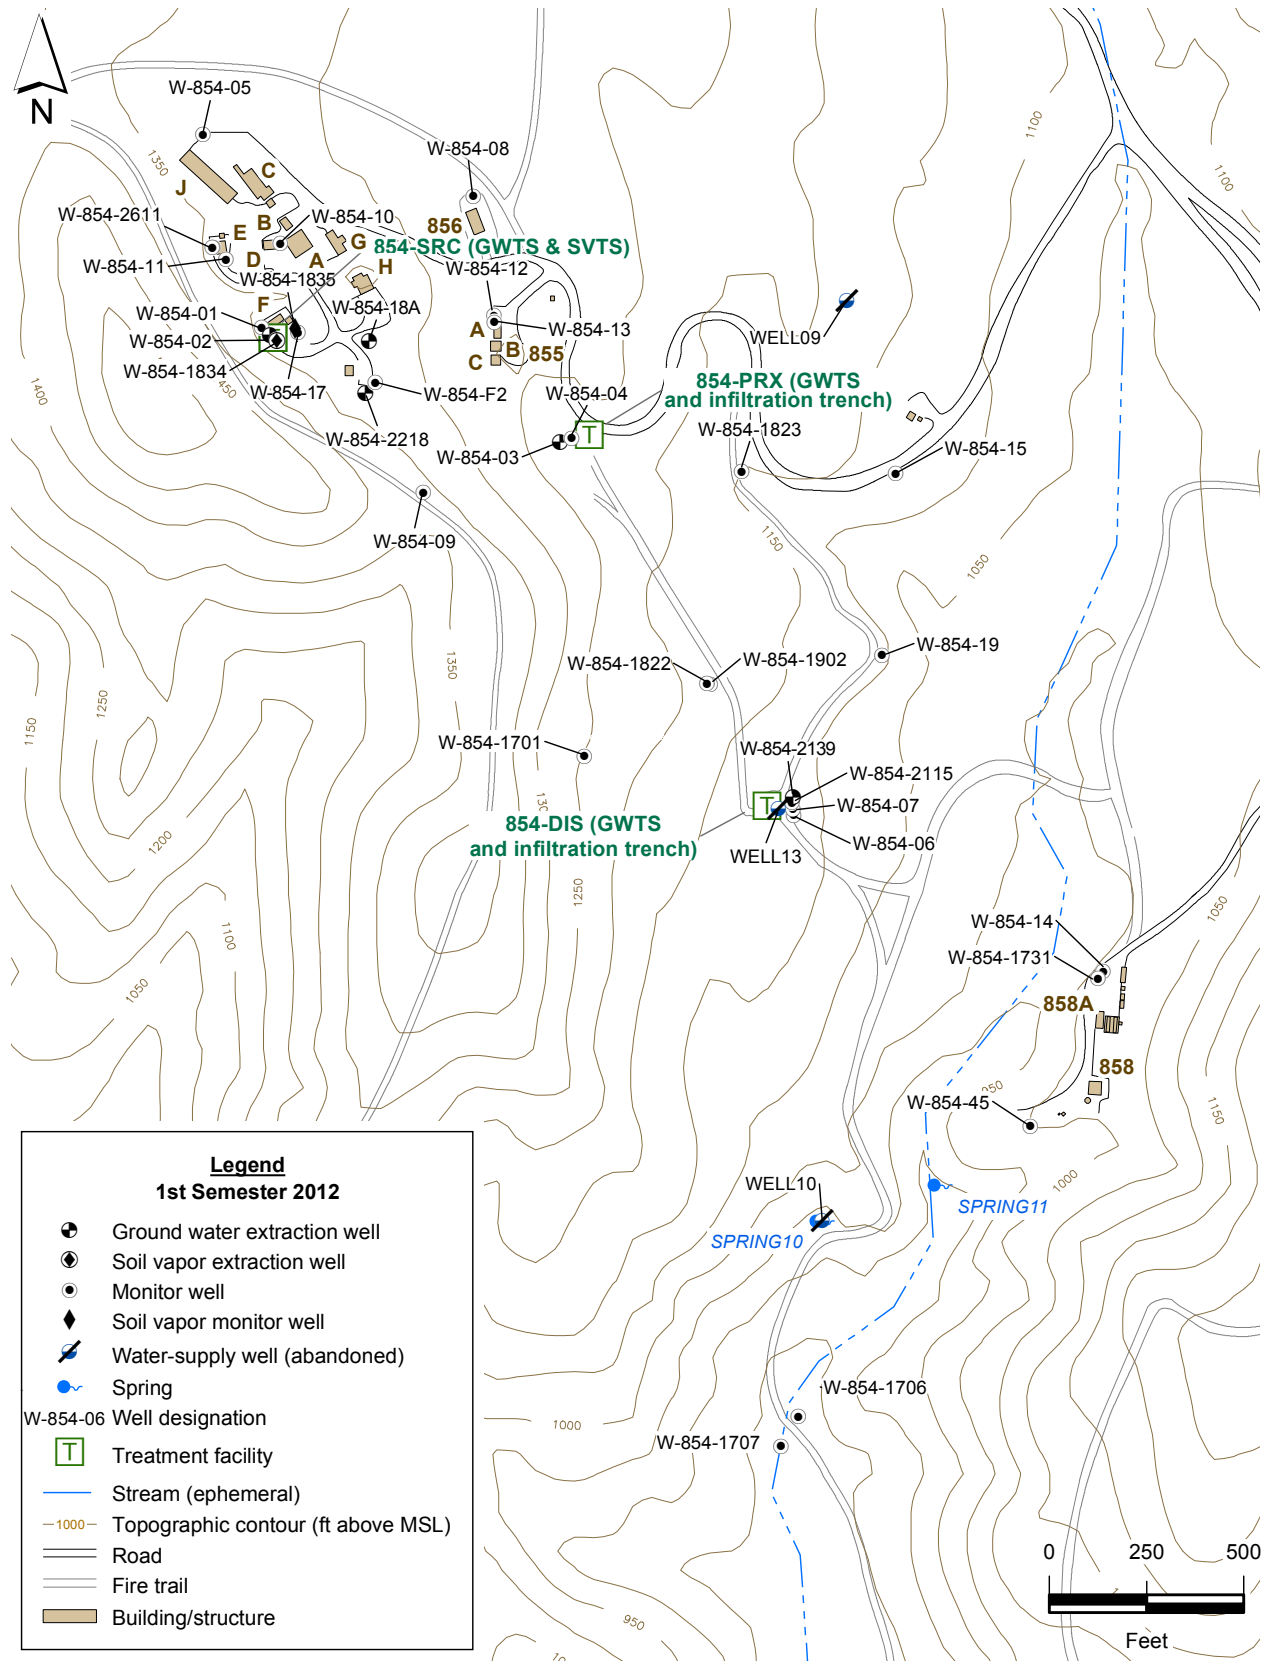 N
W-854-05
W-854-08
1100
1100
1350
C
J
W-854-2611
B
W-854-10
856
E
G
854-SRC (GWTS & SVTS)
W-854-11
D
A
H
W-854-12
W-854-1835
F
W-854-18A
W-854-01
W-854-13
WELL09
A
W-854-02
B
855
C
W-854-1834
1400
450
W-854-17
W-854-F2
W-854-04
854-PRX (GWTS
and infiltration trench)
W-854-2218
W-854-1823
W-854-03
T
W-854-15
W-854-09
1150
1050
W-854-19
W-854-1822
W-854-1902
1350
1250
1150
W-854-1701
W-854-2139
W-854-2115
130
T
W-854-07
854-DIS (GWTS
and infiltration trench)
W-854-06
WELL13
1200
1250
1050
W-854-14
1100
W-854-1731
1050
858A
858
950
W-854-45
1150
1000
WELL10
SPRING10
SPRING11
W-854-1706
1000
W-854-1707
950
10
Legend
1st Semester 2012
Ground water extraction well
Soil vapor extraction well
Monitor well
Soil vapor monitor well
Water-supply well (abandoned)
Spring
W-854-06 Well designation
T Treatment facility
Stream (ephemeral)
1000 Topographic contour (ft above MSL)
Road
Fire trail
Building/structure
0 250 500
Feet